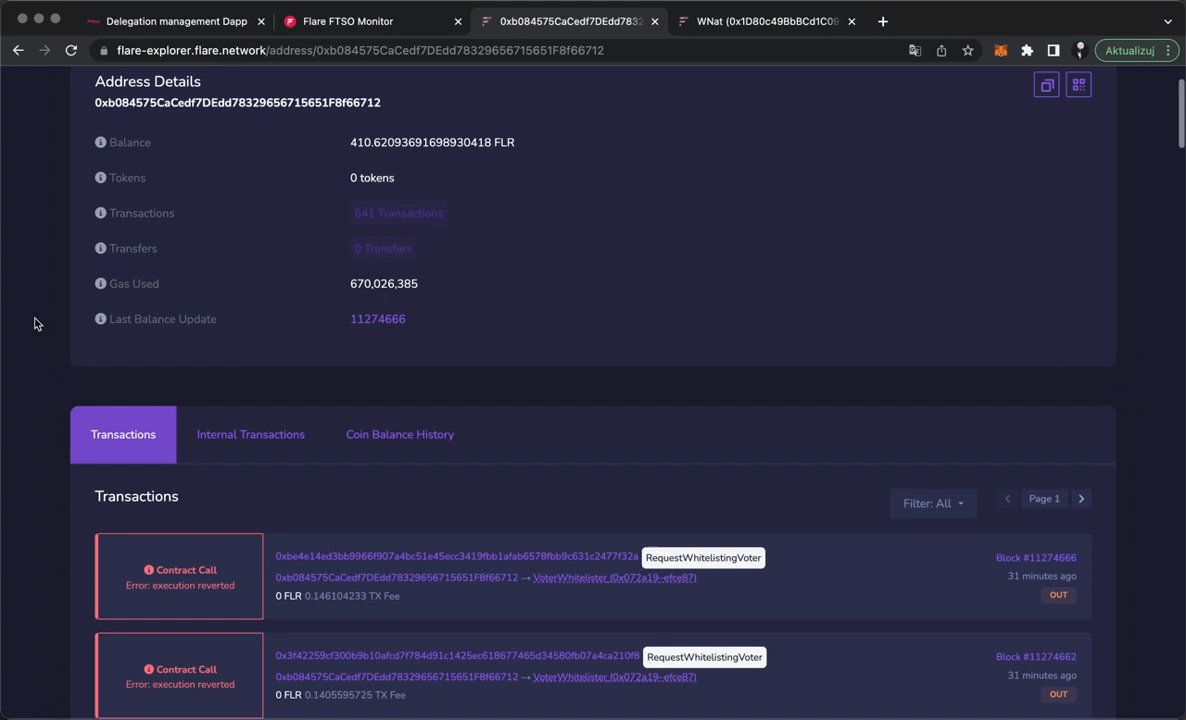 Delegation management Dapp
Flare FTSO Monitor
0xb084575CaCedf7DEdd7832
WNat (0x1D80c49BbBCd1C09
flare-explorer.flare.network/address/0xb084575CaCedf7DEdd78329656715651F8f66712
Aktualizuj
Address Details
0xb084575CaCedf7DEdd78329656715651F8f66712
Balance
410.62093691698930418 FLR
Tokens
0 tokens
Transactions
641 Transactions
Transfers
0 Transfers
Gas Used
670,026,385
Last Balance Update
11274666
Transactions
Internal Transactions
Coin Balance History
Transactions
Filter: All
Page 1
Contract Call
Error: execution reverted
0xbe4e14ed3bb9966f907a4bc51e45ecc3419fbb1afab6578fbb9c631c2477f32a RequestWhitelistingVoter
0xb084575CaCedf7DEdd78329656715651F8f66712 → VoterWhitelister (0x072a19–efce87)
0 FLR 0.146104233 TX Fee
Block #11274666
31 minutes ago
OUT
Contract Call
Error: execution reverted
0x3f42259cf300b9b10afcd7f784d91c1425ec618677465d34580fb07a4ca210f8 RequestWhitelistingVoter
0xb084575CaCedf7DEdd78329656715651F8f66712 → VoterWhitelister (0x072a19–efce87)
0 FLR 0.1405595725 TX Fee
Block #11274662
31 minutes ago
OUT